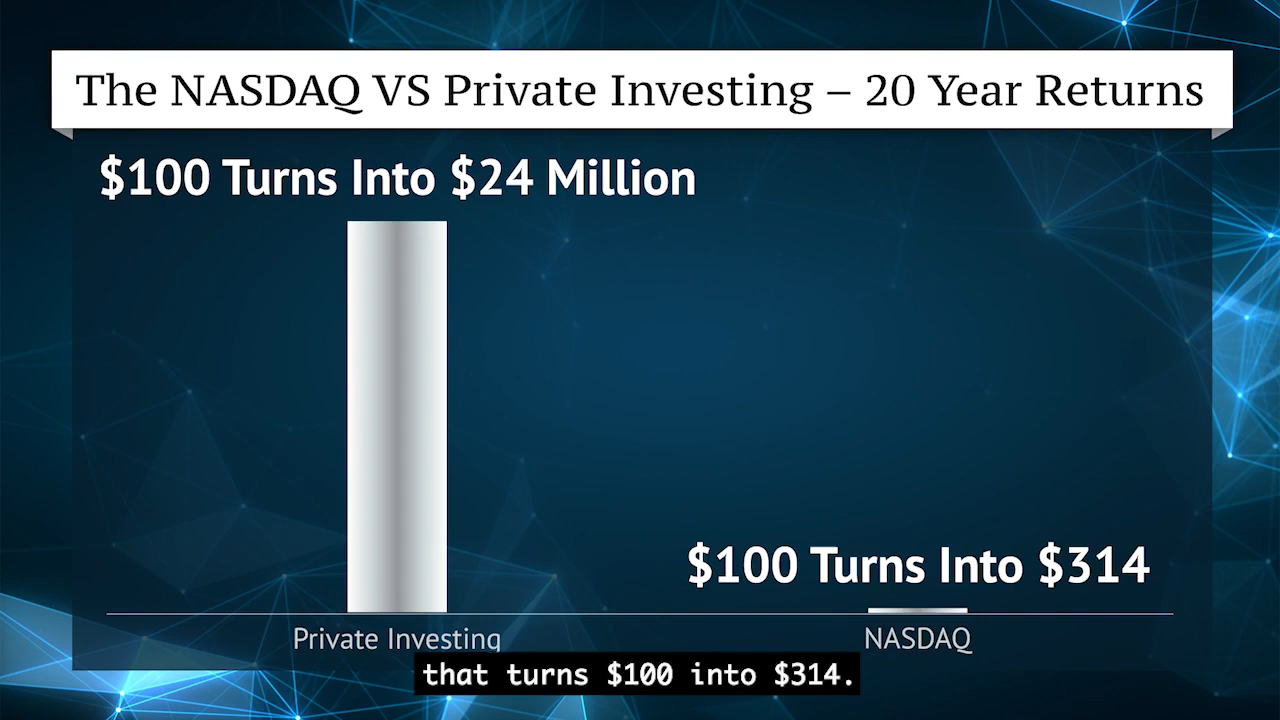 The NASDAQ VS Private Investing – 20 Year Returns
$100 Turns Into $24 Million
$100 Turns Into $314
Private Investing
NASDAQ
that turns $100 into $314.